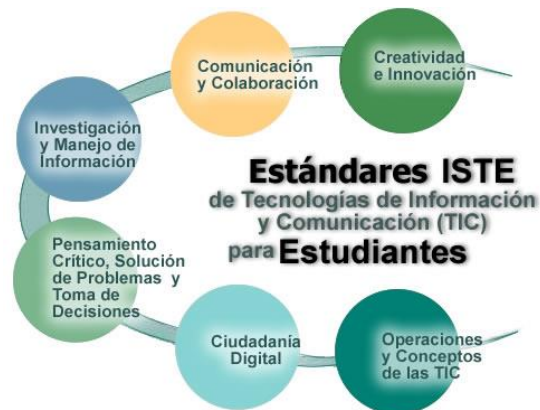 Creatividad
e Innovación
Comunicación
y Colaboración
Investigación
y Manejo de
Información
Estándares ISTE
de Tecnologías de Información
y Comunicación (TIC)
para Estudiantes
Pensamiento
Crítico, Solución
de Problemas y
Toma de
Decisiones
Ciudadanía
Digital
Operaciones
y Conceptos
de las TIC